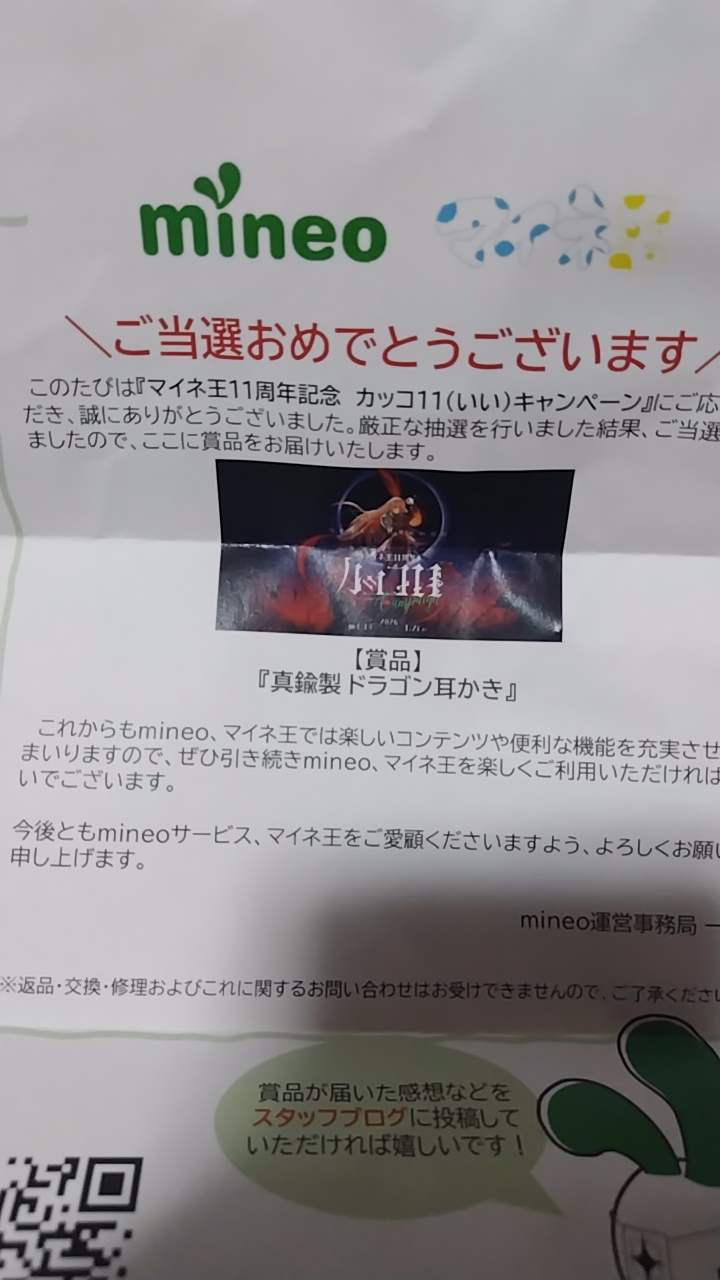 mineo マイネ王
＼ご当選おめでとうございます／
このたびは『マイネ王11周年記念 カッコ11(いい)キャンペーン』にご応
だき、誠にありがとうございました。厳正な抽選を行いました結果、ご当選
ましたので、ここに賞品をお届けいたします。
2026
【賞品】
『真鍮製 ドラゴン耳かき』
これからもmineo、マイネ王では楽しいコンテンツや便利な機能を充実させ
まいりますので、ぜひ引き続きmineo、マイネ王を楽しくご利用いただければ
いでございます。
今後ともmineoサービス、マイネ王をご愛顧くださいますよう、よろしくお願い
申し上げます。
mineo運営事務局 一
※返品・交換・修理およびこれに関するお問い合わせはお受けできませんので、ご了承ください
賞品が届いた感想などを
スタッフブログに投稿して
いただければ嬉しいです！